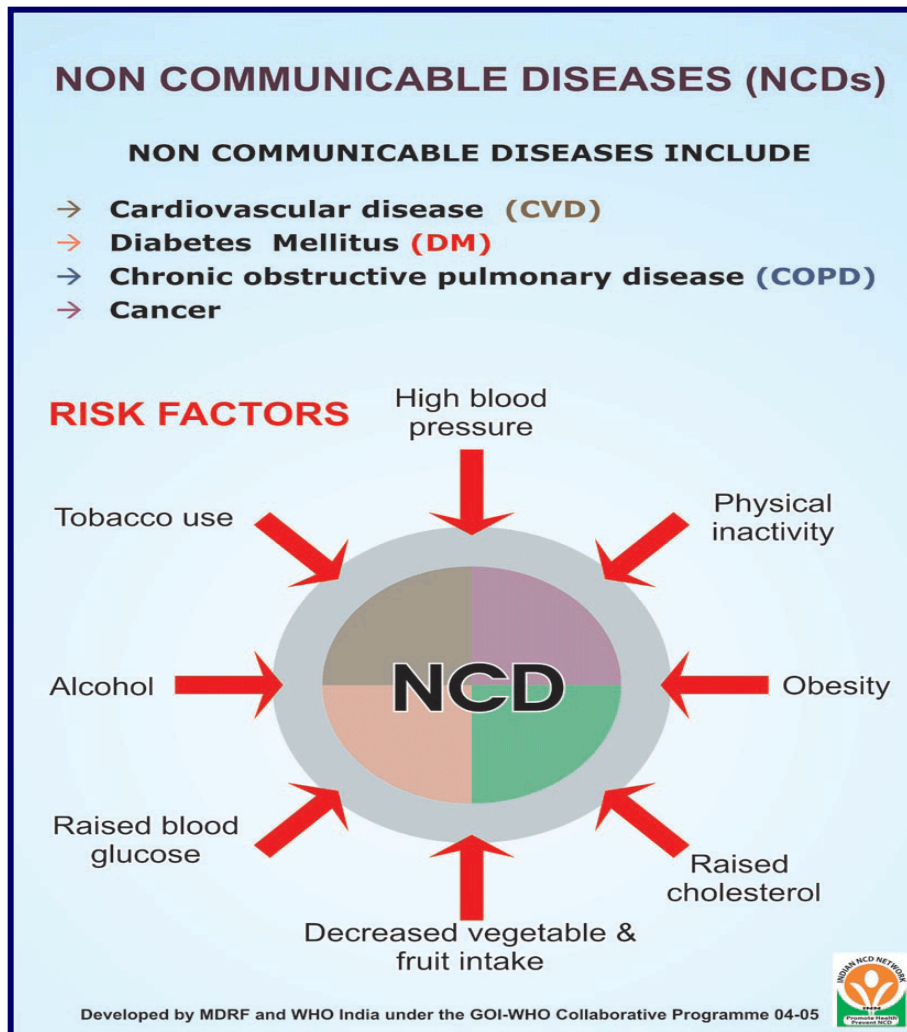 NON COMMUNICABLE DISEASES (NCDs)
NON COMMUNICABLE DISEASES INCLUDE
→ Cardiovascular disease (CVD)
→ Diabetes Mellitus (DM)
→ Chronic obstructive pulmonary disease (COPD)
→ Cancer
RISK FACTORS
High blood
pressure
Tobacco use
Physical
inactivity
Alcohol
NCD
Obesity
Raised blood
glucose
Raised
cholesterol
Decreased vegetable &
fruit intake
Developed by MDRF and WHO India under the GOI-WHO Collaborative Programme 04-05
INDIAN NCD NETWORK
INN
Promote Health
Prevent NCD